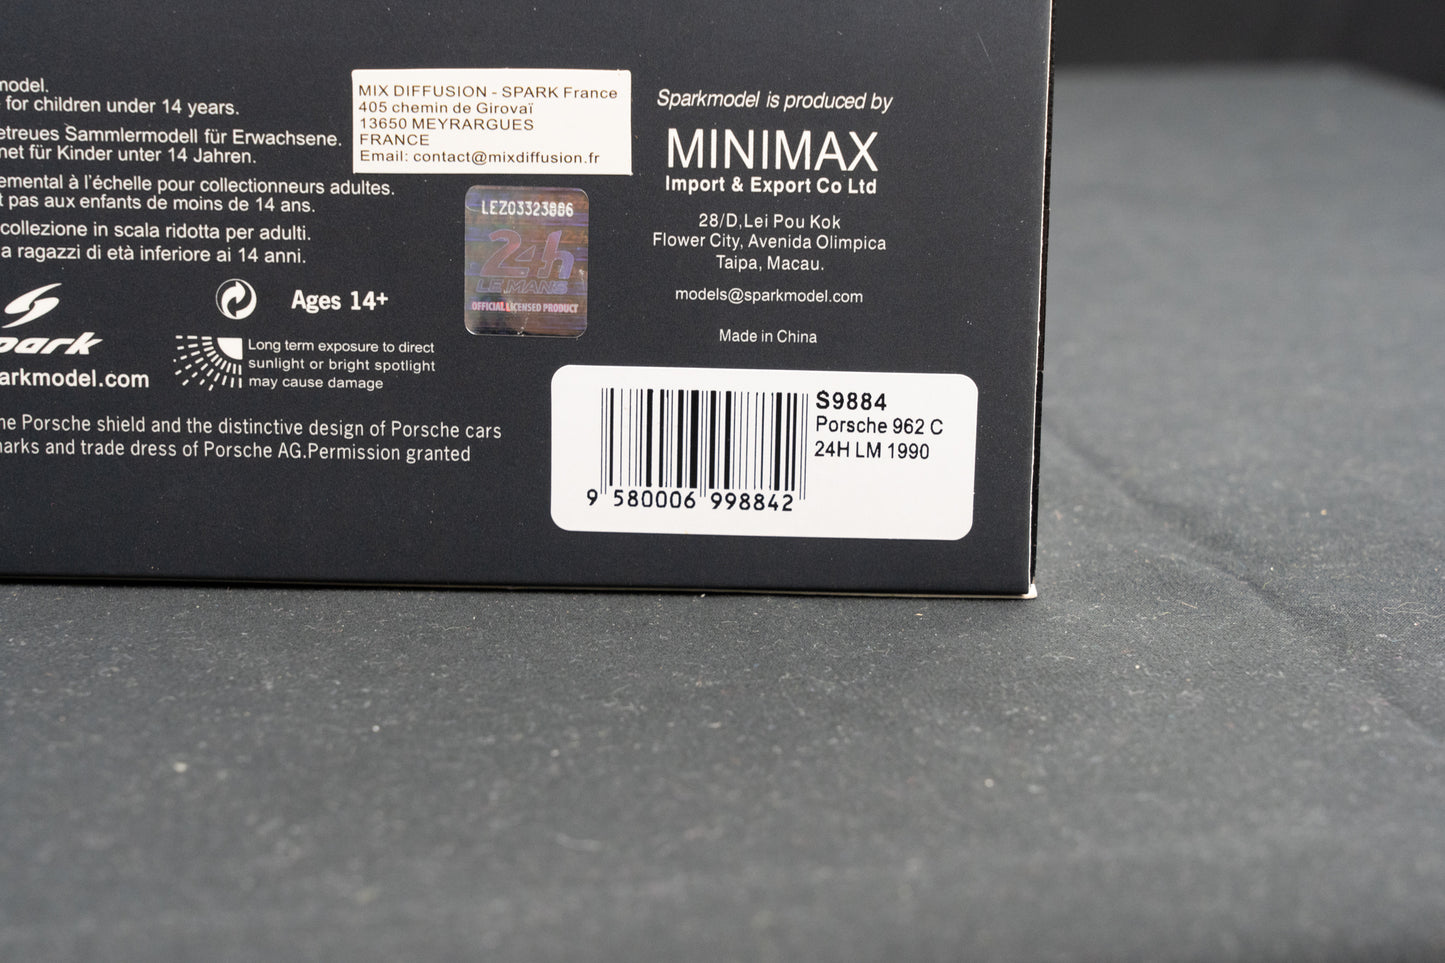 model.
for children under 14 years.
etreues Sammlermodell für Erwachsene.
net für Kinder unter 14 Jahren.
emental à l'échelle pour collectionneurs adultes.
t pas aux enfants de moins de 14 ans.
collezione in scala ridotta per adulti.
a ragazzi di età inferiore ai 14 anni.
Ages 14+
park
arkmodel.com
Long term exposure to direct
sunlight or bright spotlight
may cause damage
he Porsche shield and the distinctive design of Porsche cars
arks and trade dress of Porsche AG.Permission granted
MIX DIFFUSION - SPARK France
405 chemin de Girovaï
13650 MEYRARGUES
FRANCE
Email: contact@mixdiffusion.fr
LEZ03323886
24h
LE MANS
OFFICIAL LICENSED PRODUCT
Sparkmodel is produced by
MINIMAX
Import & Export Co Ltd
28/D,Lei Pou Kok
Flower City, Avenida Olimpica
Taipa, Macau.
models@sparkmodel.com
Made in China
S9884
Porsche 962 C
24H LM 1990
9 580006 998842